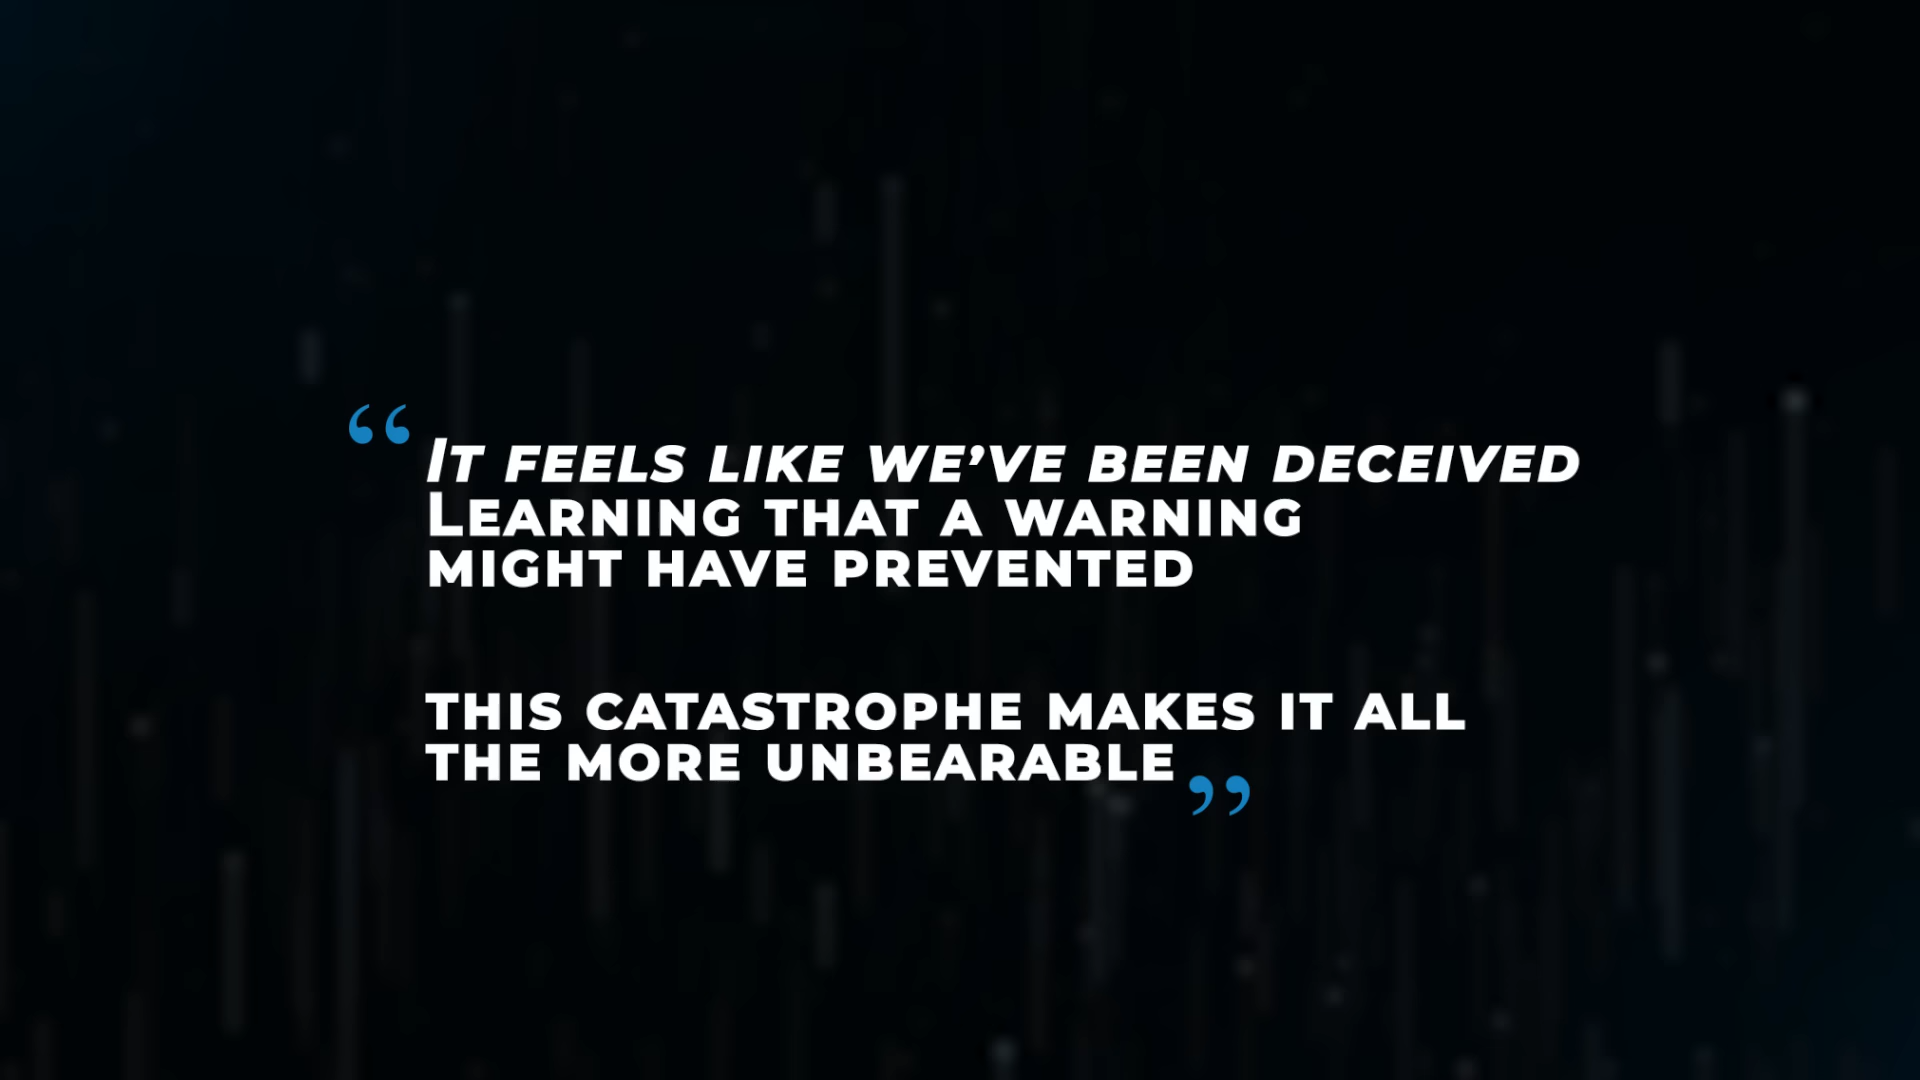 “ It feels like we’ve been deceived
Learning that a warning
might have prevented
this catastrophe makes it all
the more unbearable ”